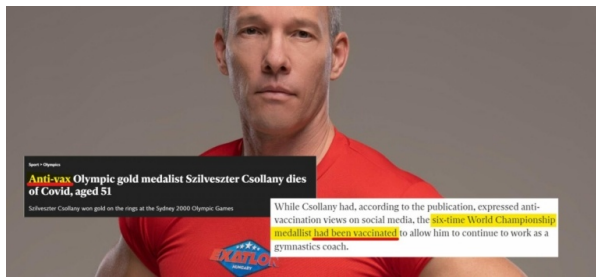 Sport • Olympics
Anti-vax Olympic gold medalist Szilveszter Csollany dies
of Covid, aged 51
Szilveszter Csollany won gold on the rings at the Sydney 2000 Olympic Games
While Csollany had, according to the publication, expressed anti-
vaccination views on social media, the six-time World Championship
medallist had been vaccinated to allow him to continue to work as a
gymnastics coach.
EXATLON
HUNGARY